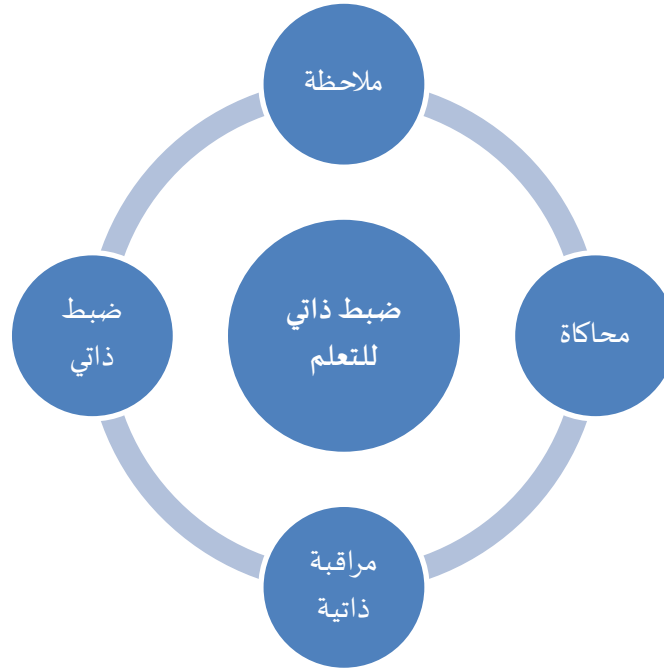 ملاحظة
محاكاة
مراقبة
ذاتية
ضبط
ذاتي
ضبط ذاتي
للتعلم